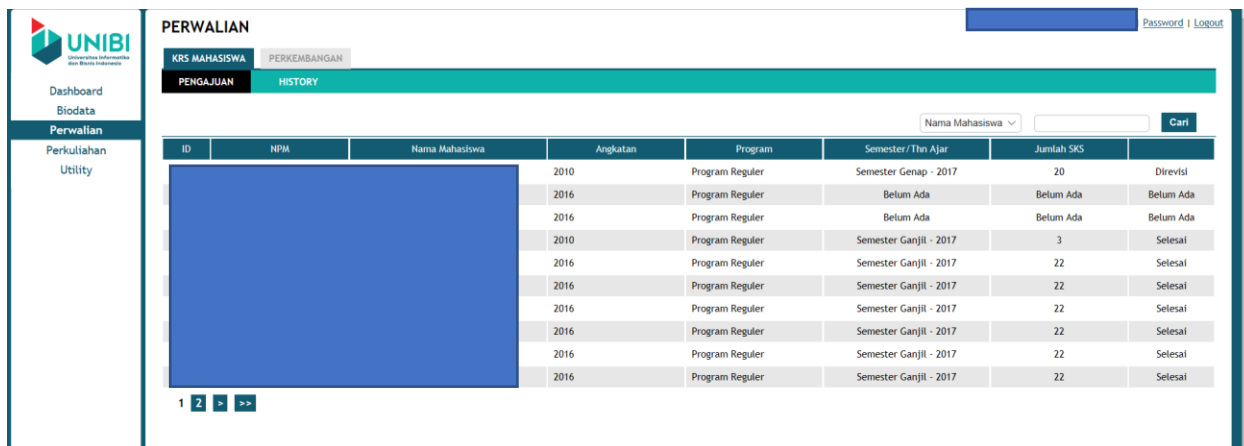 UNIBI
Universitas Informatika
dan Bisnis Indonesia
Dashboard
Biodata
Perwalian
Perkuliahan
Utility
PERWALIAN
Password | Logout
KRS MAHASISWA PERKEMBANGAN
PENGAJUAN HISTORY
Nama Mahasiswa Cari
ID NPM Nama Mahasiswa Angkatan Program Semester/Thn Ajar Jumlah SKS
2010 Program Reguler Semester Genap - 2017 20 Direvisi
2016 Program Reguler Belum Ada Belum Ada Belum Ada
2016 Program Reguler Belum Ada Belum Ada Belum Ada
2010 Program Reguler Semester Ganjil - 2017 3 Selesai
2016 Program Reguler Semester Ganjil - 2017 22 Selesai
2016 Program Reguler Semester Ganjil - 2017 22 Selesai
2016 Program Reguler Semester Ganjil - 2017 22 Selesai
2016 Program Reguler Semester Ganjil - 2017 22 Selesai
2016 Program Reguler Semester Ganjil - 2017 22 Selesai
2016 Program Reguler Semester Ganjil - 2017 22 Selesai
1 2 > >>